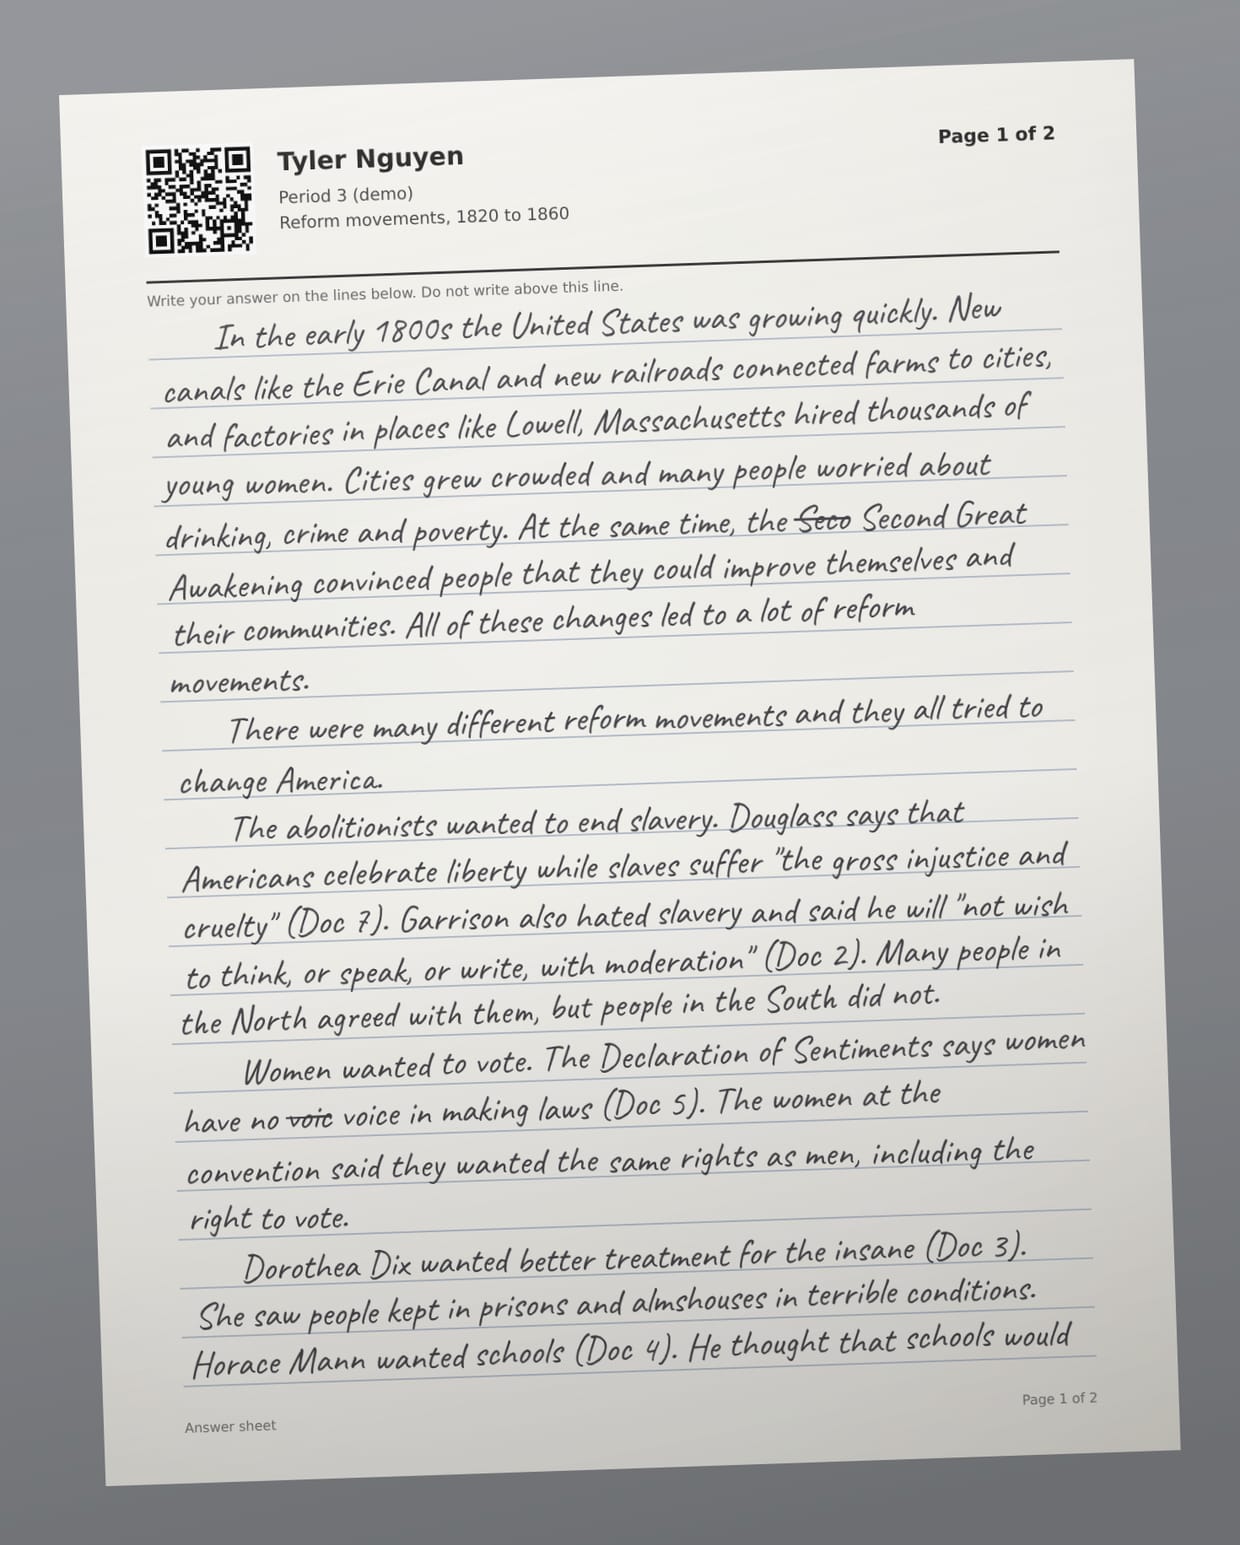 Tyler Nguyen
Page 1 of 2
Period 3 (demo)
Reform movements, 1820 to 1860
Write your answer on the lines below. Do not write above this line.
In the early 1800s the United States was growing quickly. New
canals like the Erie Canal and new railroads connected farms to cities,
and factories in places like Lowell, Massachusetts hired thousands of
young women. Cities grew crowded and many people worried about
drinking, crime and poverty. At the same time, the Seco Second Great
Awakening convinced people that they could improve themselves and
their communities. All of these changes led to a lot of reform
movements.
There were many different reform movements and they all tried to
change America.
The abolitionists wanted to end slavery. Douglass says that
Americans celebrate liberty while slaves suffer "the gross injustice and
cruelty" (Doc 7). Garrison also hated slavery and said he will "not wish
to think, or speak, or write, with moderation" (Doc 2). Many people in
the North agreed with them, but people in the South did not.
Women wanted to vote. The Declaration of Sentiments says women
have no voic voice in making laws (Doc 5). The women at the
convention said they wanted the same rights as men, including the
right to vote.
Dorothea Dix wanted better treatment for the insane (Doc 3).
She saw people kept in prisons and almshouses in terrible conditions.
Horace Mann wanted schools (Doc 4). He thought that schools would
Answer sheet
Page 1 of 2